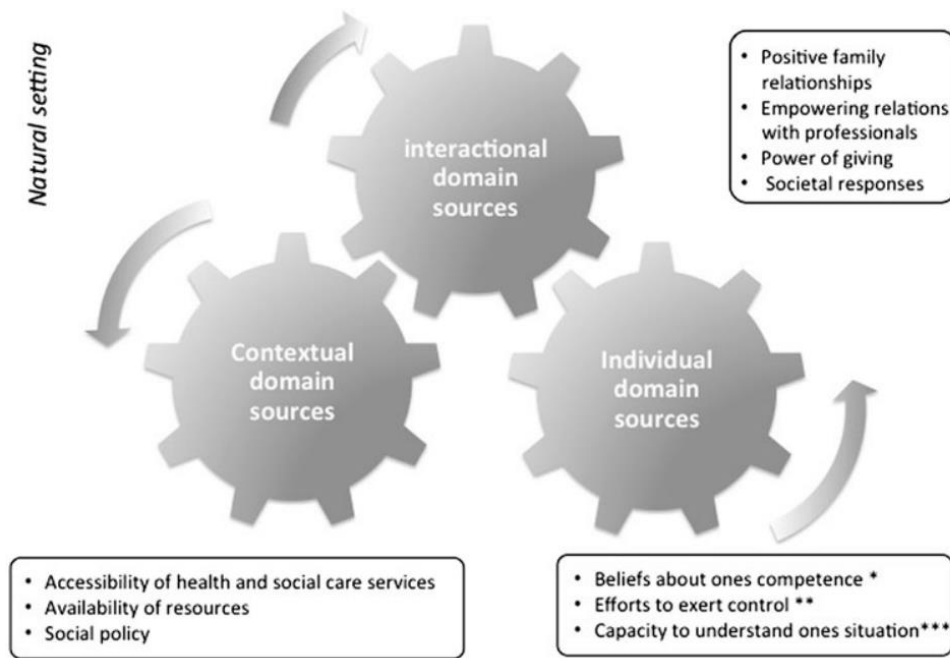 Natural setting
interactional
domain
sources
• Positive family
relationships
• Empowering relations
with professionals
• Power of giving
• Societal responses
Contextual
domain
sources
Individual
domain
sources
• Accessibility of health and social care services
• Availability of resources
• Social policy
• Beliefs about ones competence *
• Efforts to exert control **
• Capacity to understand ones situation***